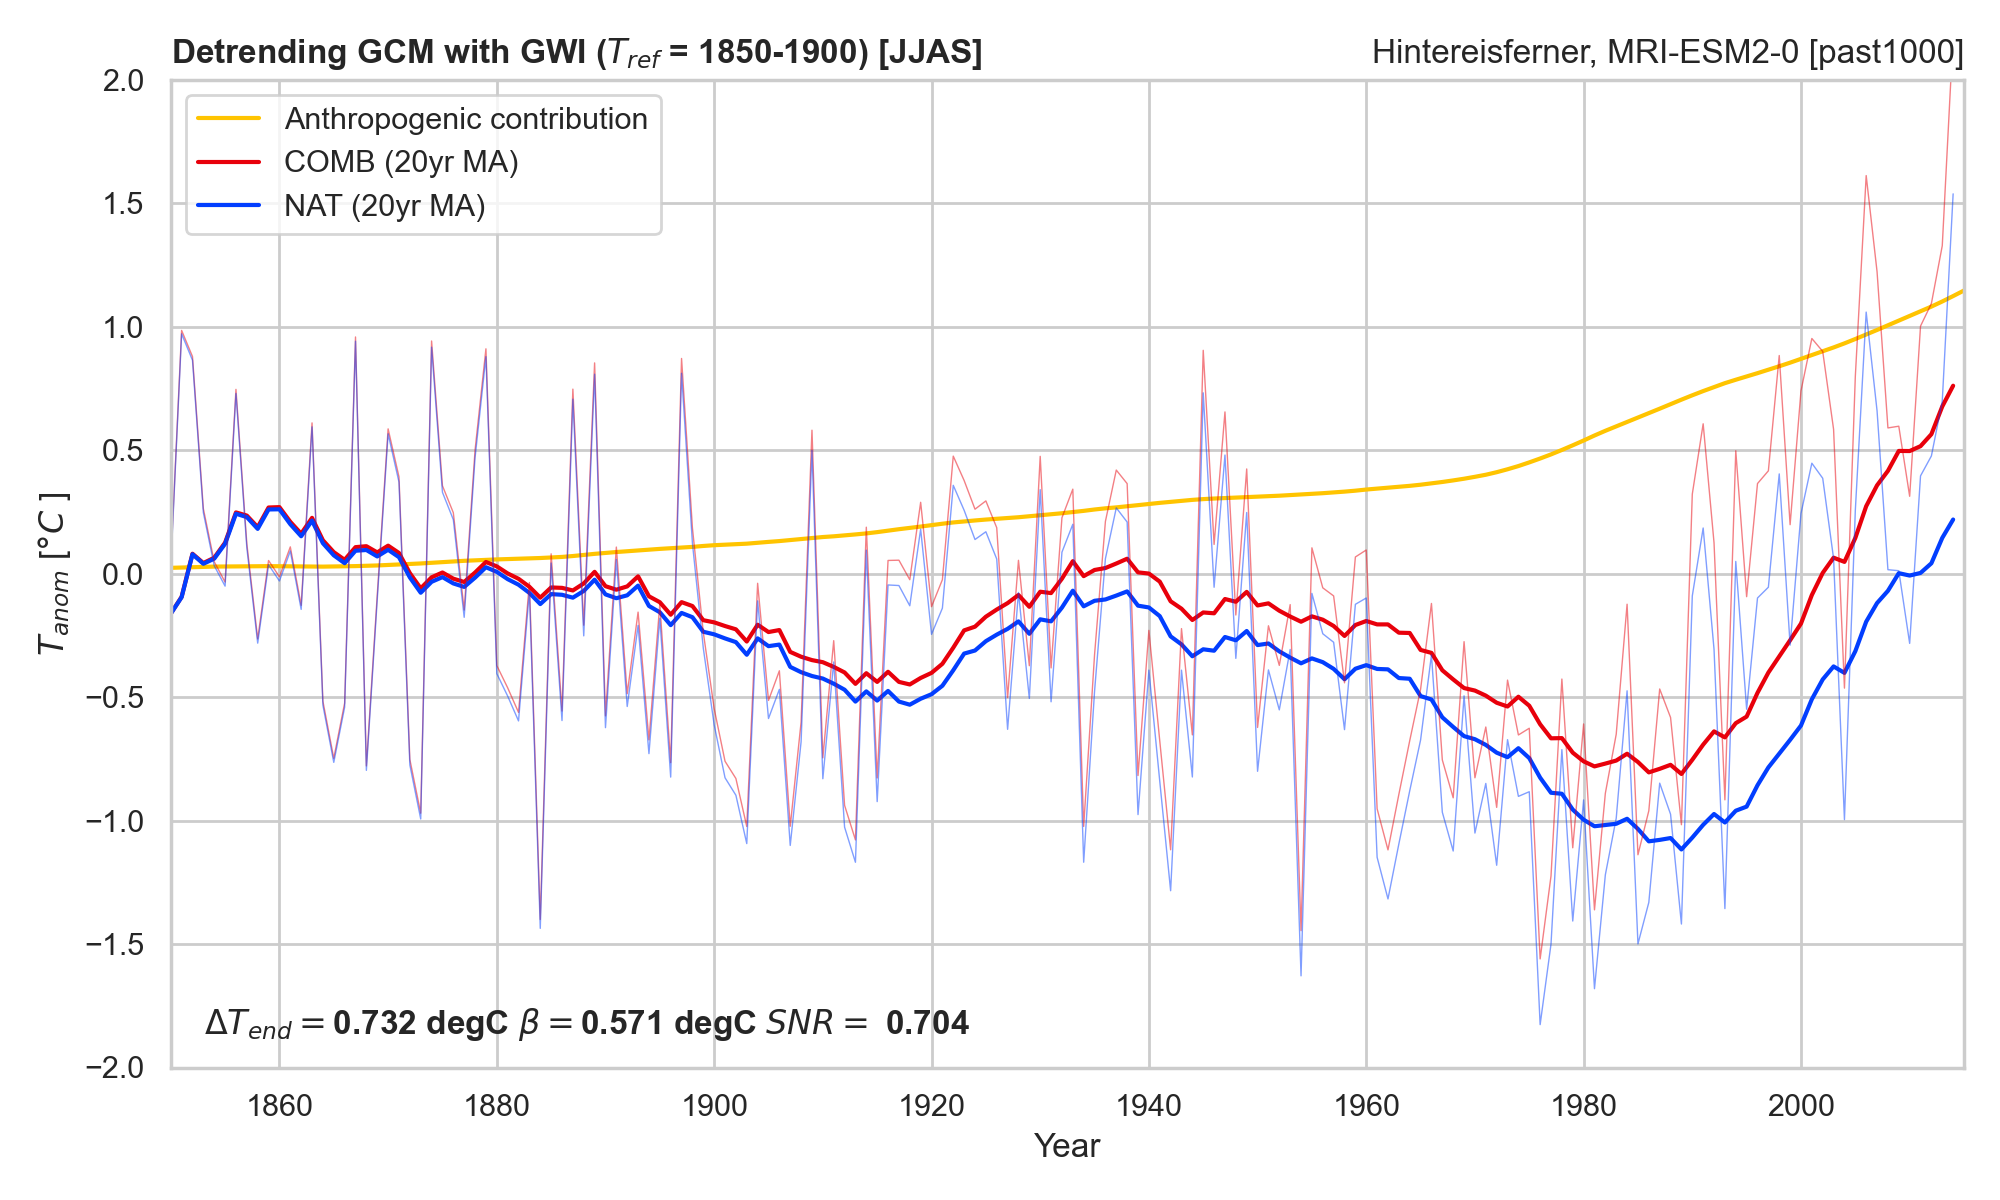 Detrending GCM with GWI (T_ref = 1850-1900) [JJAS]
Hintereisferner, MRI-ESM2-0 [past1000]
2.0
1.5
1.0
0.5
0.0
−0.5
−1.0
−1.5
−2.0
T_anom [°C]
Anthropogenic contribution
COMB (20yr MA)
NAT (20yr MA)
ΔT_end = 0.732 degC β = 0.571 degC SNR = 0.704
1860 1880 1900 1920 1940 1960 1980 2000
Year